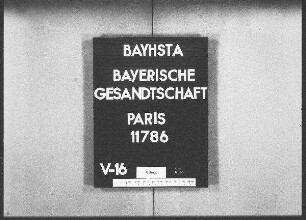 BAYHSTA
BAYERISCHE
GESANDTSCHAFT
PARIS
11786
V-16